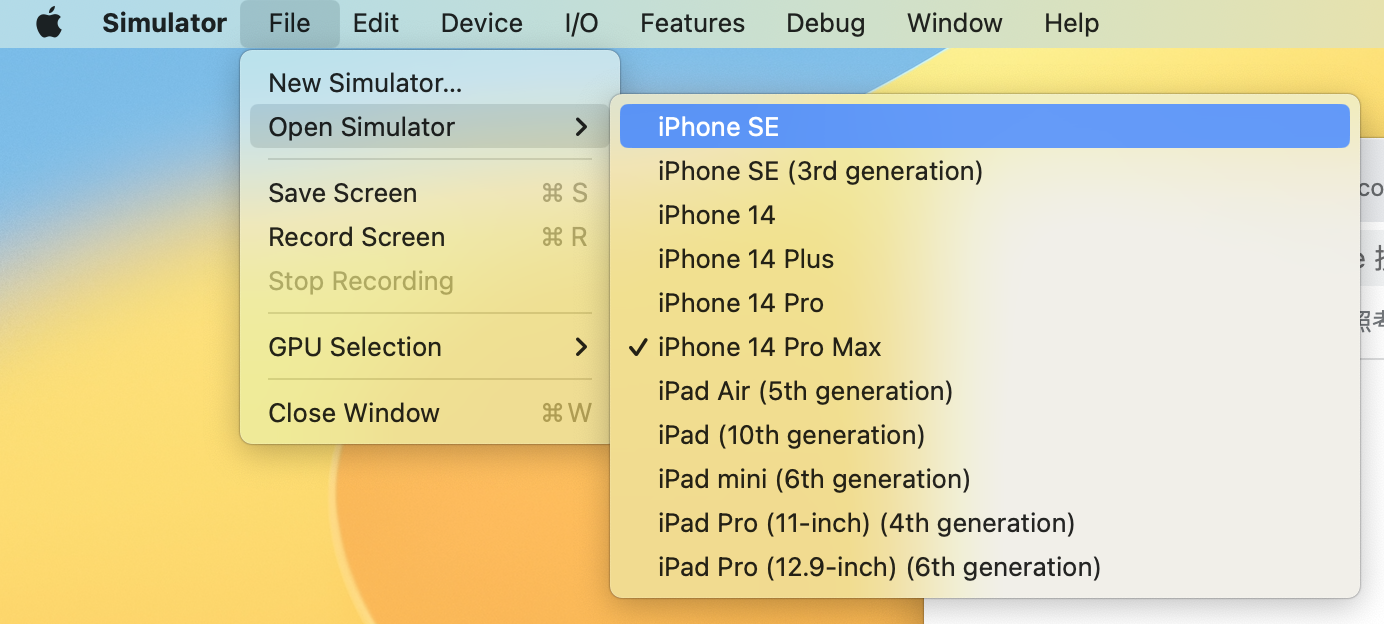 Simulator File Edit Device I/O Features Debug Window Help
New Simulator...
Open Simulator
Save Screen ⌘ S
Record Screen ⌘ R
Stop Recording
GPU Selection
Close Window ⌘ W
iPhone SE
iPhone SE (3rd generation)
iPhone 14
iPhone 14 Plus
iPhone 14 Pro
✓ iPhone 14 Pro Max
iPad Air (5th generation)
iPad (10th generation)
iPad mini (6th generation)
iPad Pro (11-inch) (4th generation)
iPad Pro (12.9-inch) (6th generation)
co